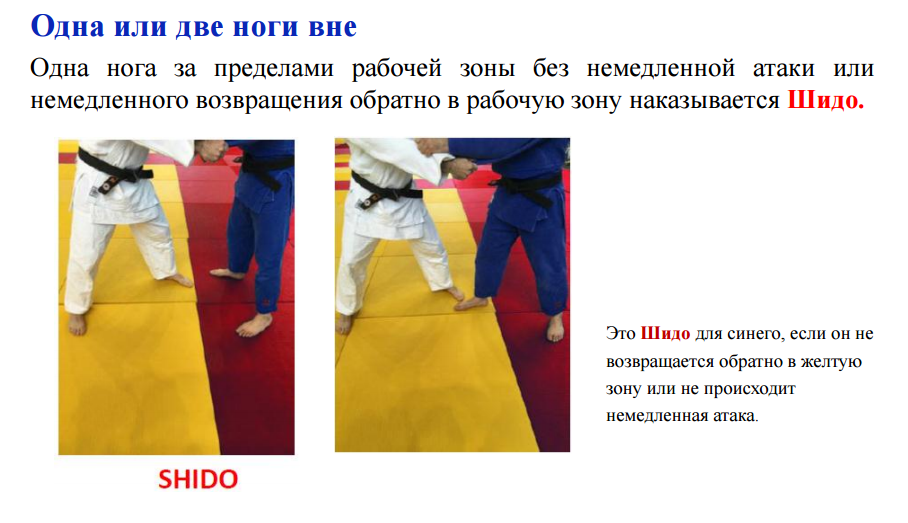 Одна или две ноги вне
Одна нога за пределами рабочей зоны без немедленной атаки или
немедленного возвращения обратно в рабочую зону наказывается Шидо.
Это Шидо для синего, если он не
возвращается обратно в желтую
зону или не происходит
немедленная атака.
SHIDO